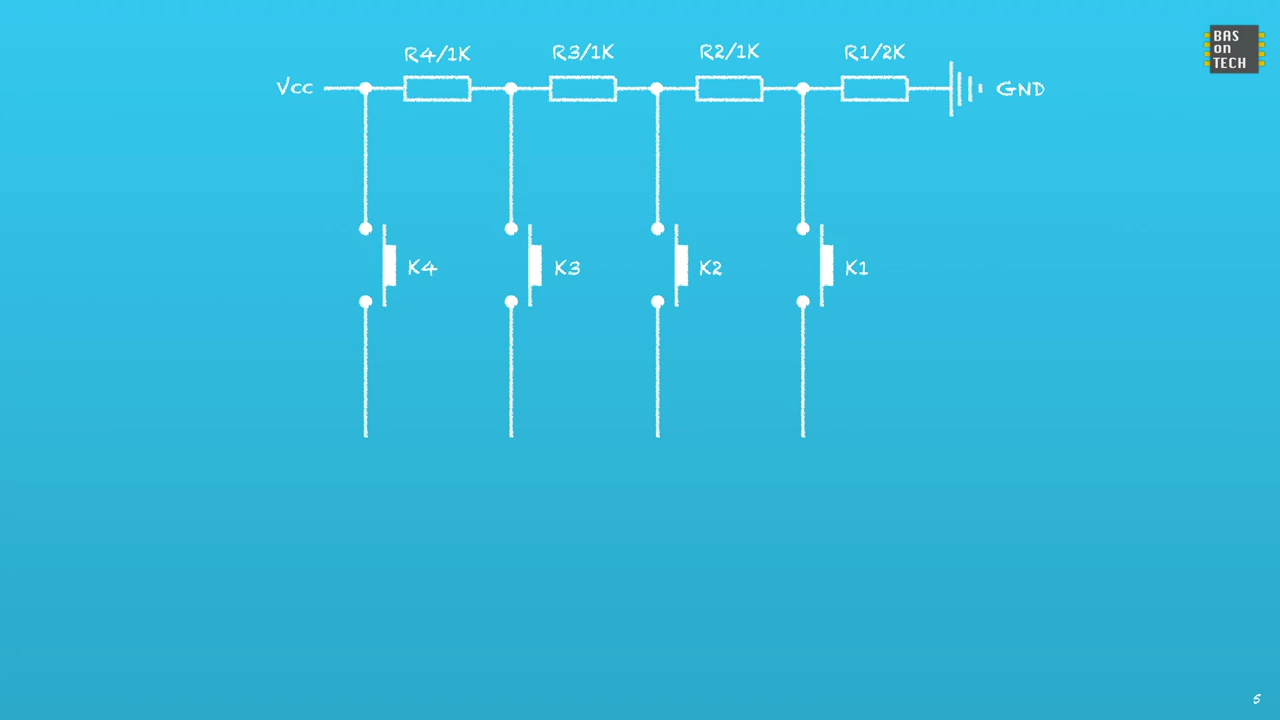 R4/1K
R3/1K
R2/1K
R1/2K
Vcc
GND
K4
K3
K2
K1
BAS
on
TECH
5